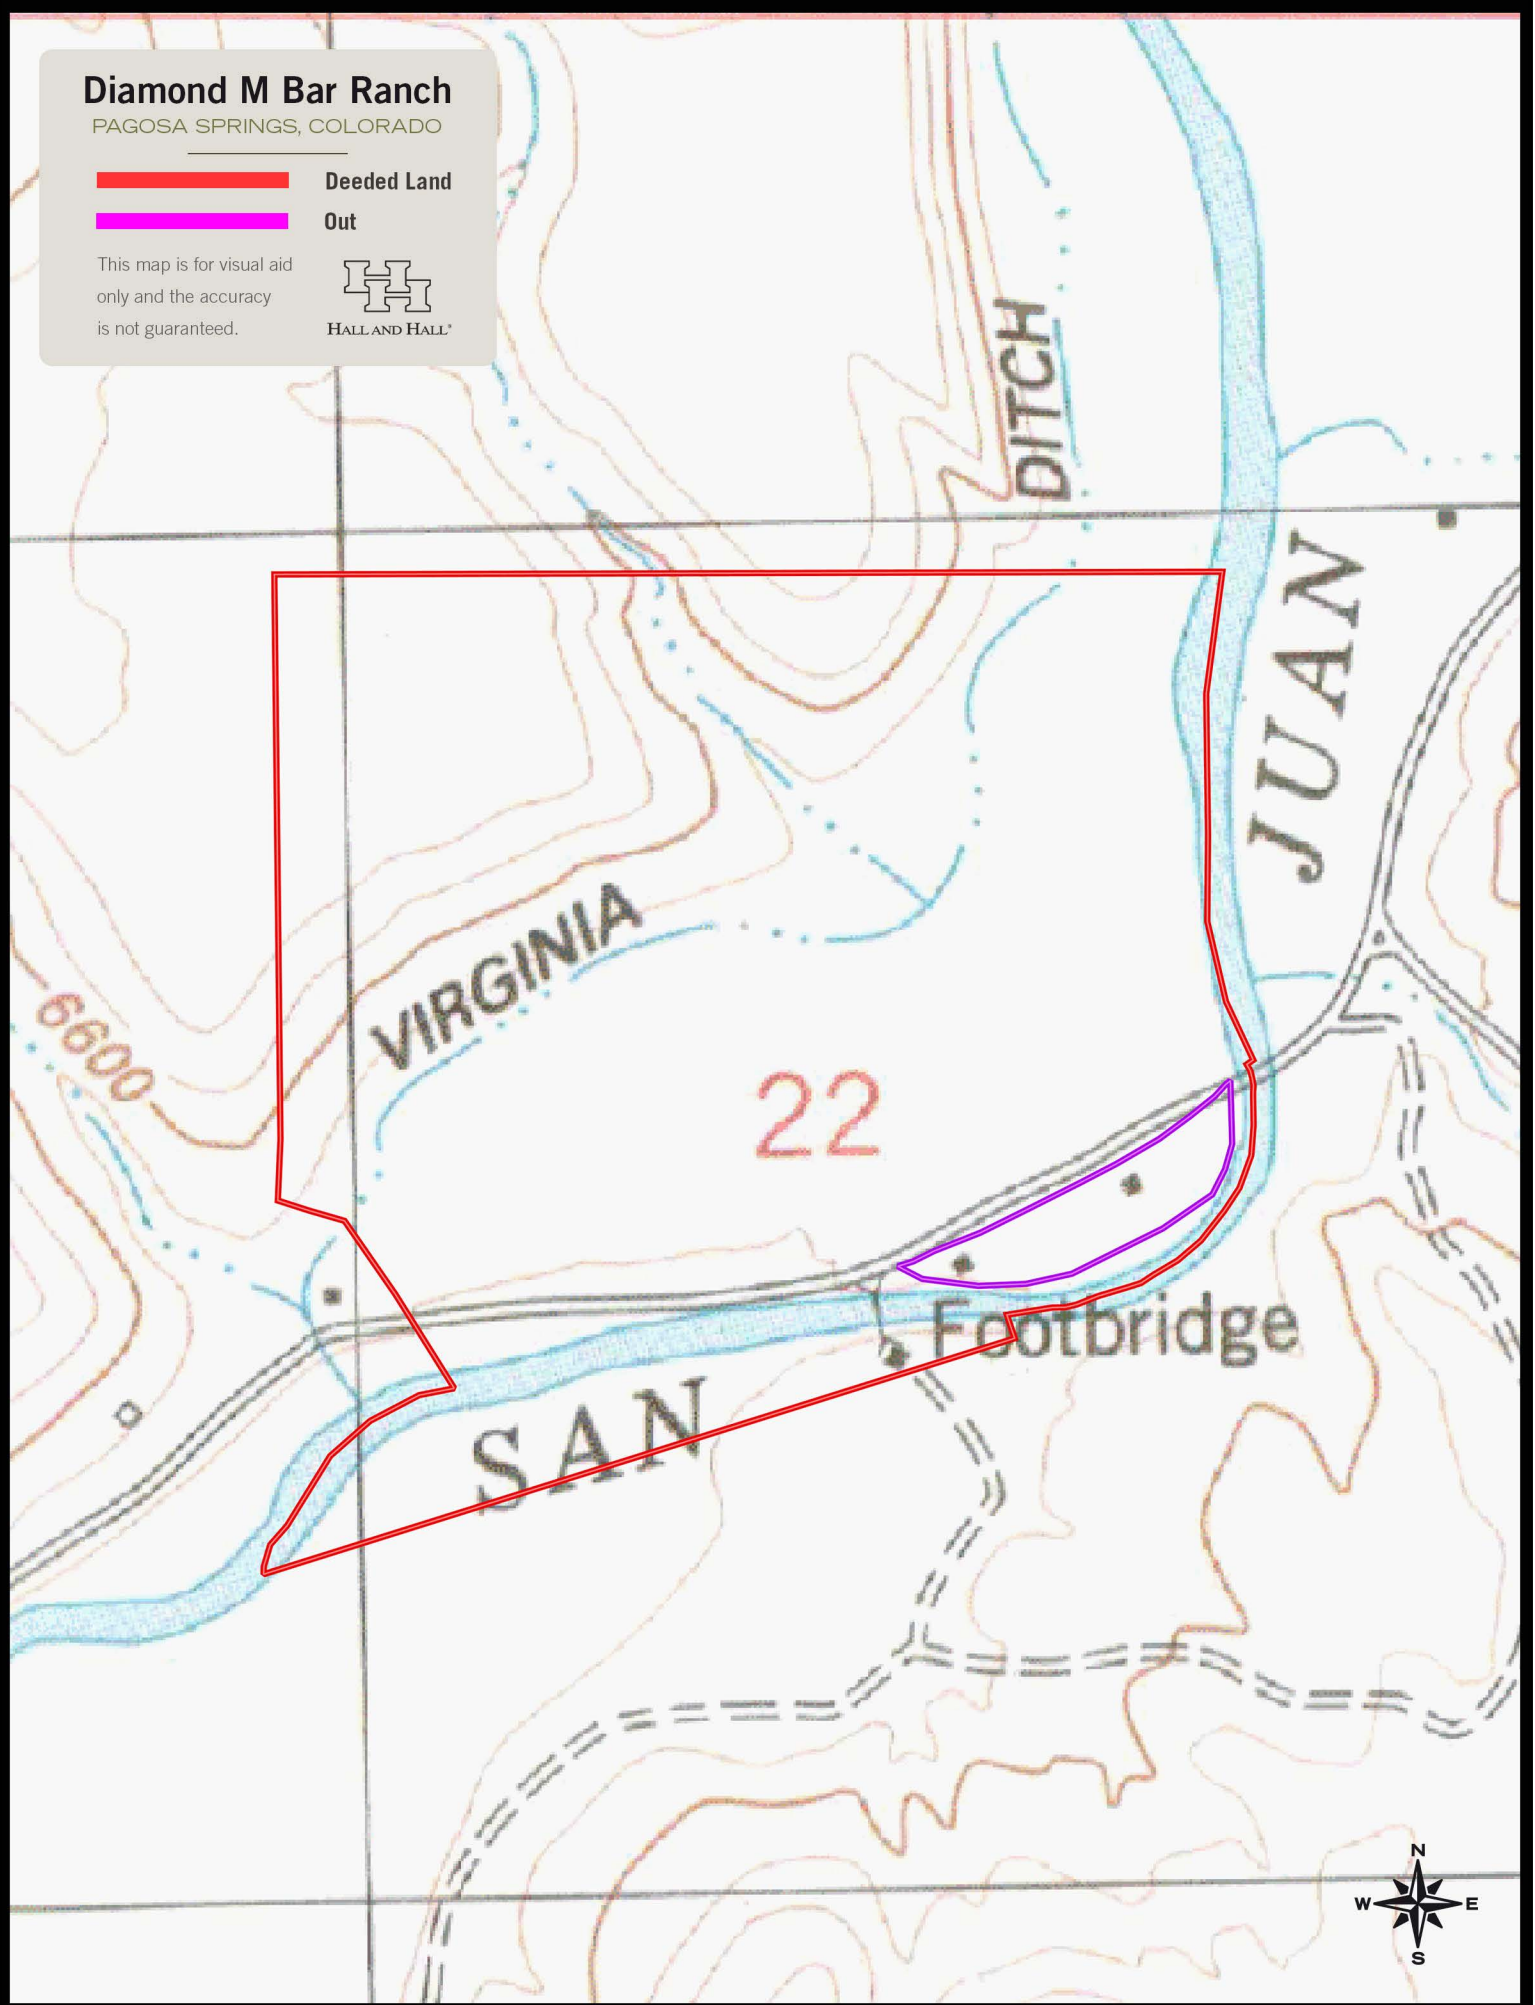 Diamond M Bar Ranch
PAGOSA SPRINGS, COLORADO
Deeded Land
Out
This map is for visual aid
only and the accuracy
is not guaranteed.
HALL AND HALL®
DITCH
JUAN
VIRGINIA
6600
22
Footbridge
SAN
N
W E
S